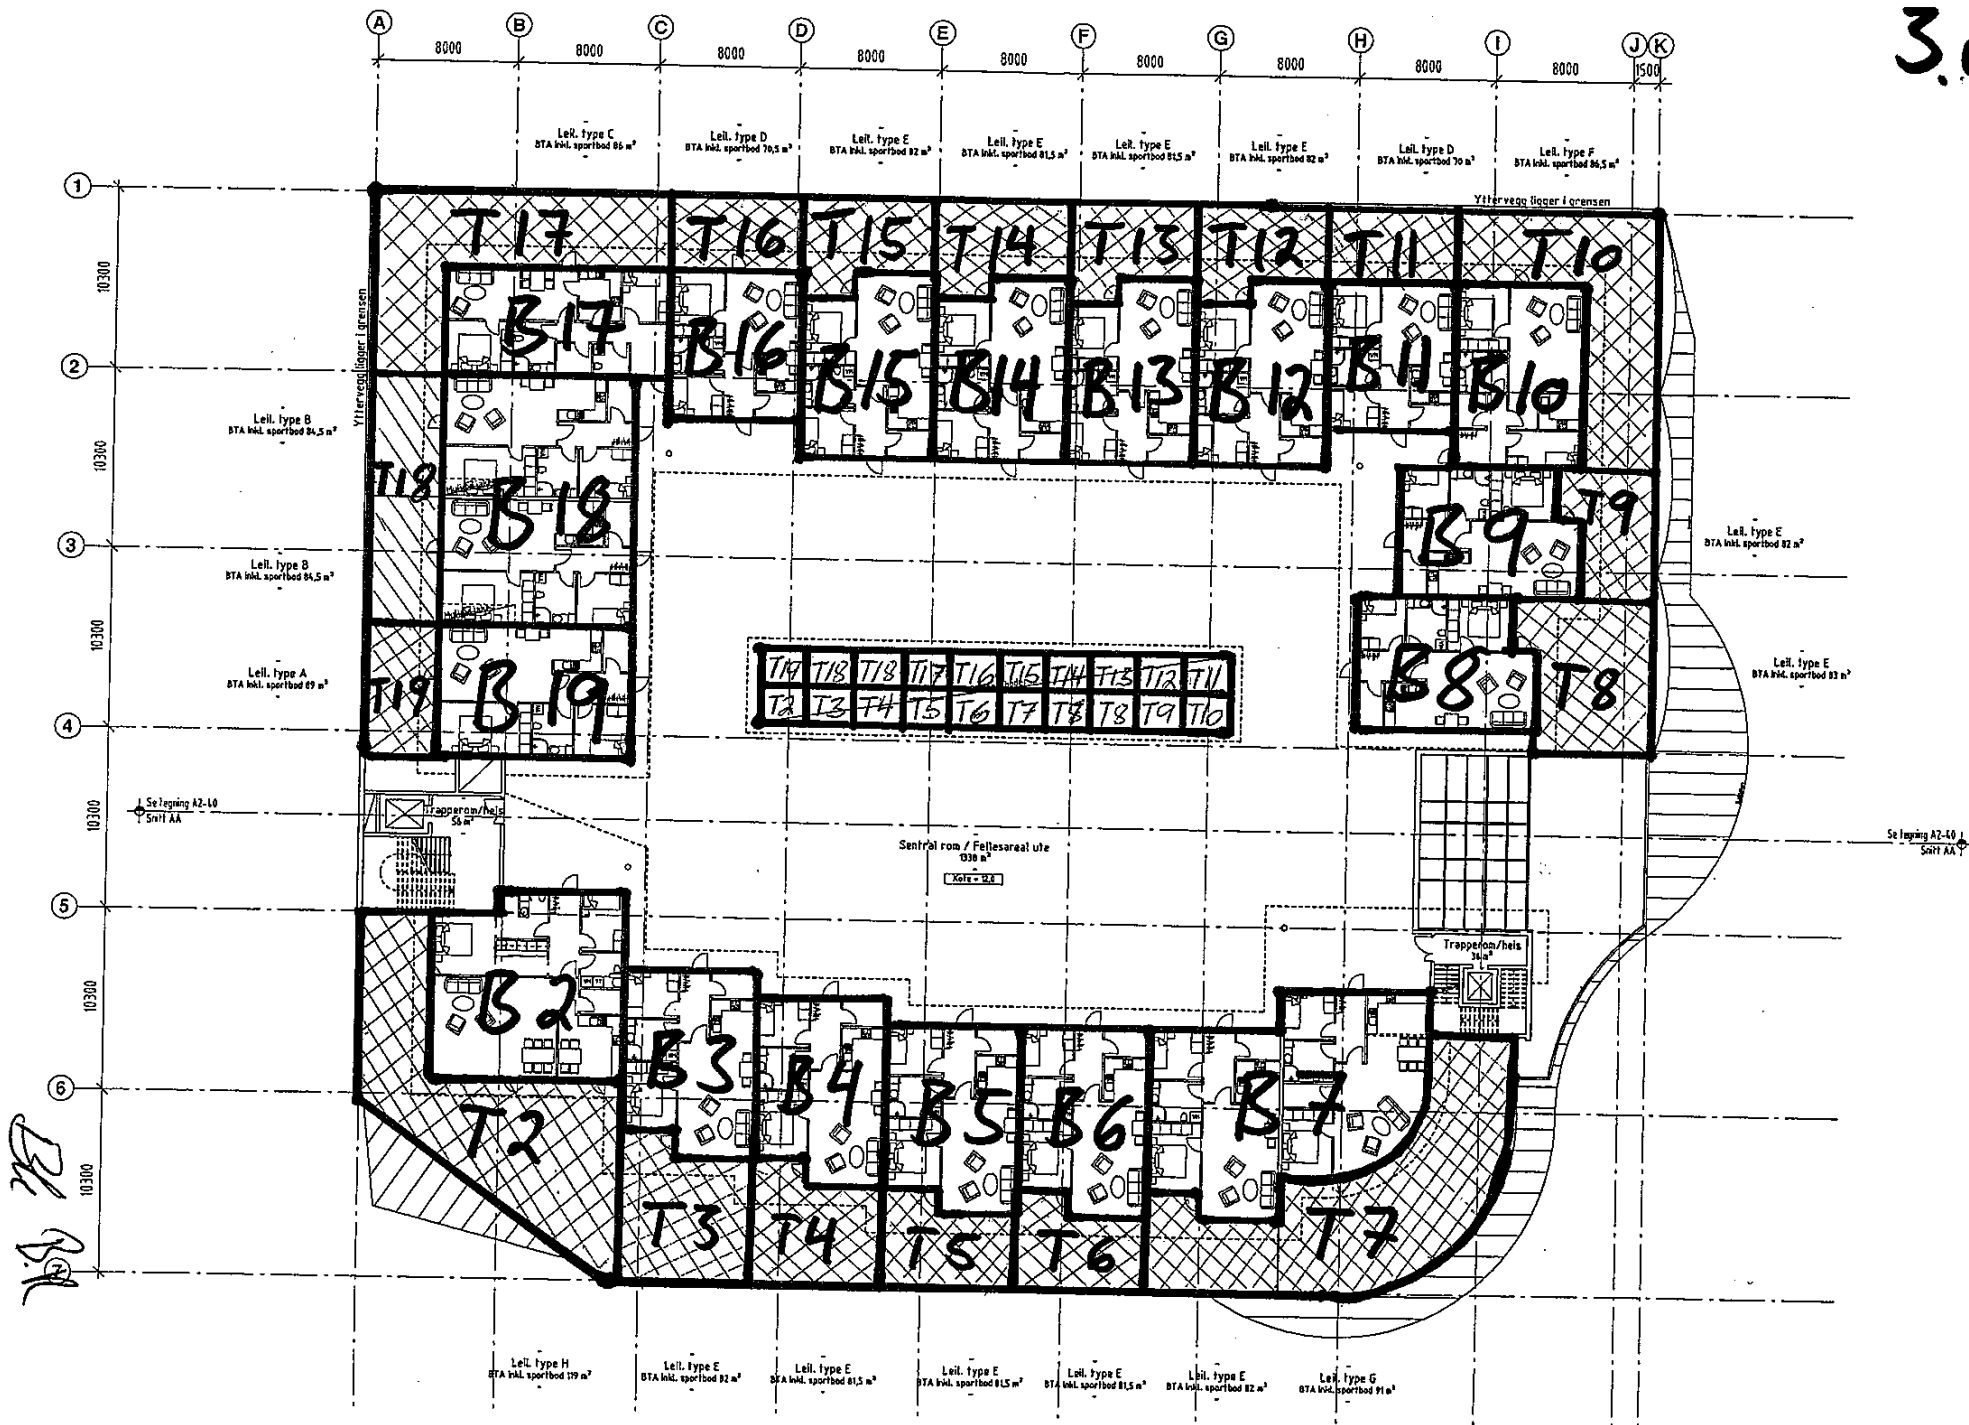 3.
A B C D E F G H I J K
8000 8000 8000 8000 8000 8000 8000 8000 8000 1500
Leil. type C
BTA inkl. sportbod 86 m²
Leil. type D
BTA inkl. sportbod 70,5 m²
Leil. type E
BTA inkl. sportbod 82 m²
Leil. type E
BTA inkl. sportbod 81,5 m²
Leil. type E
BTA inkl. sportbod 81,5 m²
Leil. type E
BTA inkl. sportbod 82 m²
Leil. type D
BTA inkl. sportbod 70 m²
Leil. type F
BTA inkl. sportbod 86,5 m²
1
Yttervegg ligger i grensen
T17 T16 T15 T14 T13 T12 T11 T10
10300
Yttervegg ligger i grensen
B17 B16 B15 B14 B13 B12 B11 B10
2
Leil. type B
BTA inkl. sportbod 84,5 m²
10300
T18 B18 B9 T9
Leil. type E
BTA inkl. sportbod 82 m²
3
Leil. type B
BTA inkl. sportbod 84,5 m²
10300
Leil. type A
BTA inkl. sportbod 89 m²
T19 B19
T19 T18 T18 T17 T16 T15 T14 T13 T12 T11
T2 T3 T4 T5 T6 T7 T8 T8 T9 T10
B8 T8
Leil. type E
BTA inkl. sportbod 83 m²
4
10300
Se tegning A2-40
Snitt AA
Trapperom/heis
56 m²
Sentral rom / Fellesareal ute
1338 m²
Kote = 12,0
Se tegning A2-40
Snitt AA
5
Trapperom/heis
36 m²
10300
B2 B3 B4 B5 B6 B7
6
T2 T3 T4 T5 T6 T7
10300
7
Leil. type H
BTA inkl. sportbod 119 m²
Leil. type E
BTA inkl. sportbod 82 m²
Leil. type E
BTA inkl. sportbod 81,5 m²
Leil. type E
BTA inkl. sportbod 81,5 m²
Leil. type E
BTA inkl. sportbod 81,5 m²
Leil. type E
BTA inkl. sportbod 82 m²
Leil. type G
BTA inkl. sportbod 91 m²